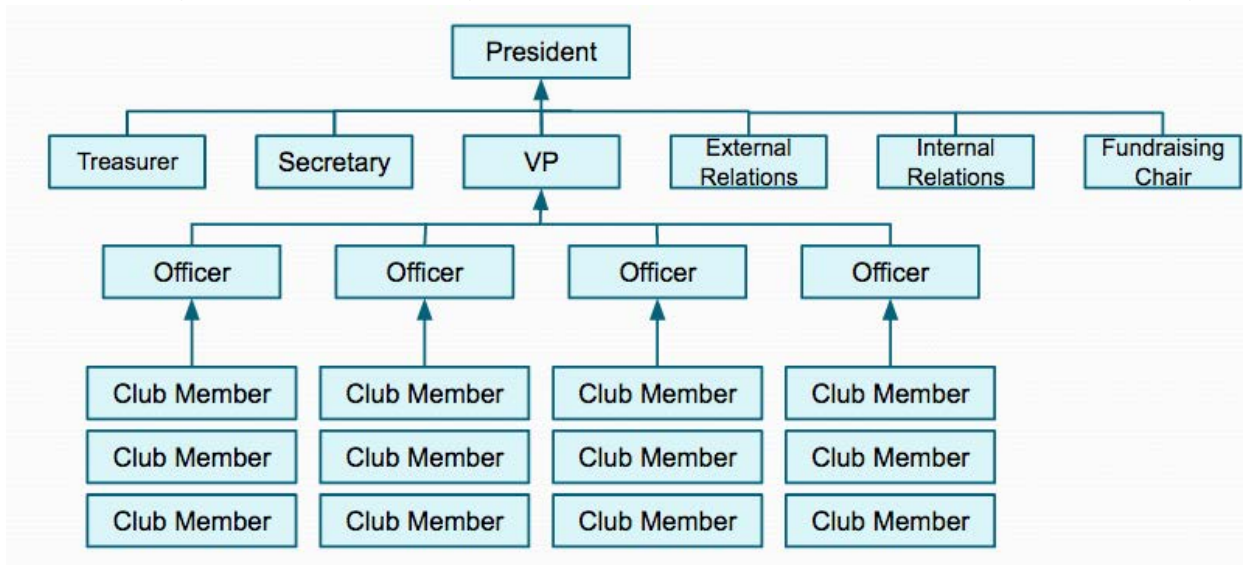 President
Treasurer
Secretary
VP
External
Relations
Internal
Relations
Fundraising
Chair
Officer
Officer
Officer
Officer
Club Member
Club Member
Club Member
Club Member
Club Member
Club Member
Club Member
Club Member
Club Member
Club Member
Club Member
Club Member